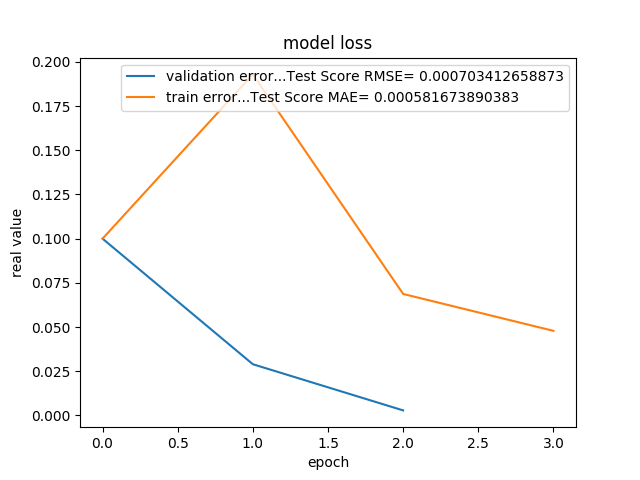 model loss
validation error...Test Score RMSE= 0.000703412658873
train error...Test Score MAE= 0.000581673890383
0.200
0.175
0.150
0.125
0.100
0.075
0.050
0.025
0.000
real value
0.0 0.5 1.0 1.5 2.0 2.5 3.0
epoch